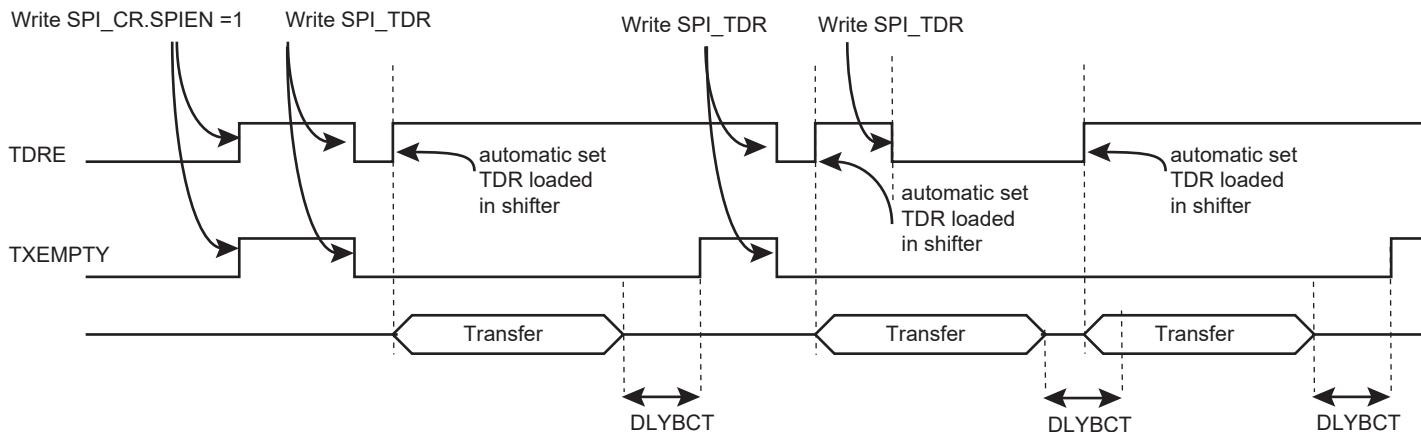 Write SPI_CR.SPIEN =1
Write SPI_TDR
Write SPI_TDR
Write SPI_TDR
TDRE
automatic set
TDR loaded
in shifter
automatic set
TDR loaded
in shifter
automatic set
TDR loaded
in shifter
TXEMPTY
Transfer
Transfer
Transfer
DLYBCT
DLYBCT
DLYBCT